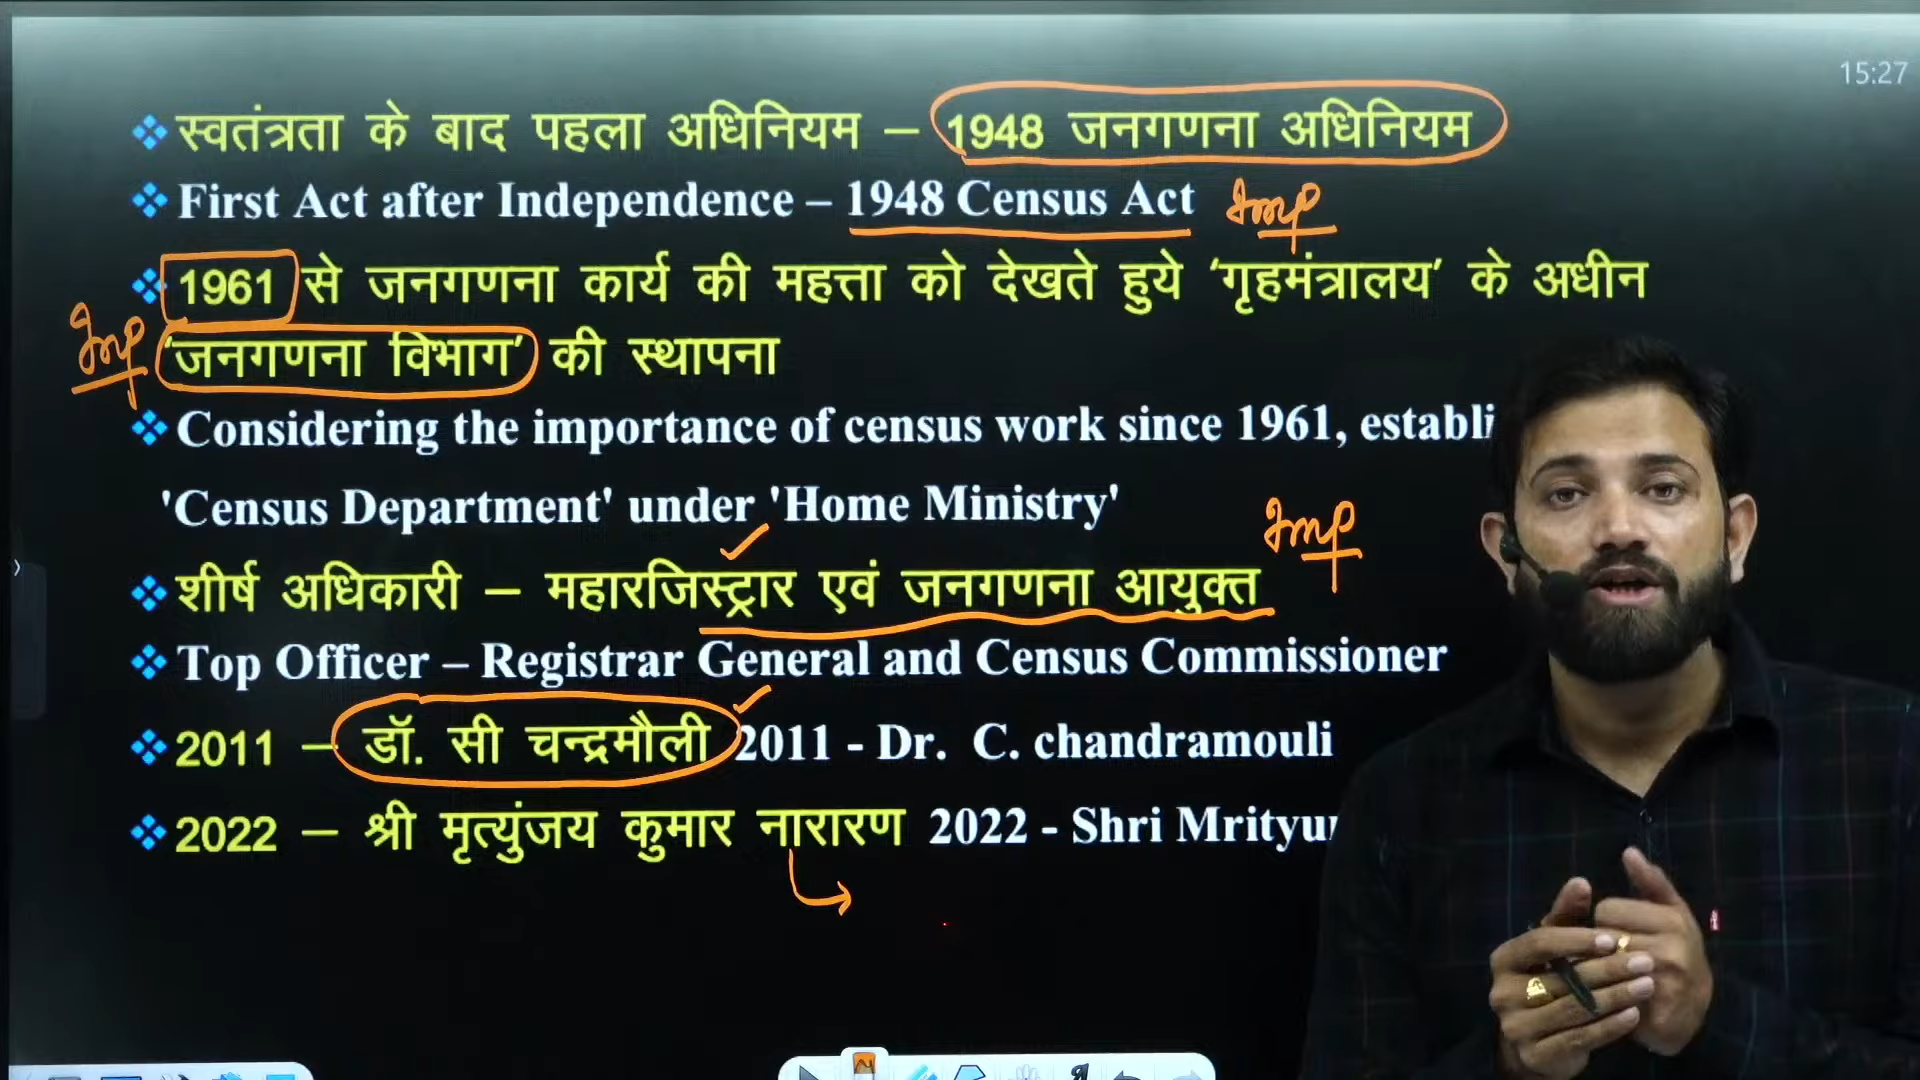 15:27
❖ स्वतंत्रता के बाद पहला अधिनियम – 1948 जनगणना अधिनियम
❖ First Act after Independence – 1948 Census Act Imp
❖ 1961 से जनगणना कार्य की महत्ता को देखते हुये ‘गृहमंत्रालय’ के अधीन
Imp ‘जनगणना विभाग’ की स्थापना
❖ Considering the importance of census work since 1961, establi
'Census Department' under 'Home Ministry'
Imp
❖ शीर्ष अधिकारी – महारजिस्ट्रार एवं जनगणना आयुक्त
❖ Top Officer – Registrar General and Census Commissioner
❖ 2011 – डॉ. सी चन्द्रमौली 2011 - Dr. C. chandramouli
❖ 2022 – श्री मृत्युंजय कुमार नारारण 2022 - Shri Mrityu